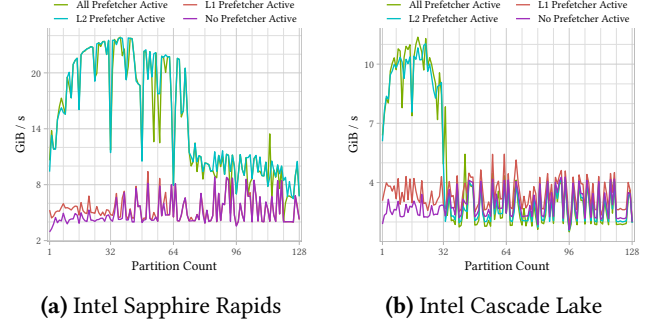 All Prefetcher Active L1 Prefetcher Active
L2 Prefetcher Active No Prefetcher Active
GiB / s
20
14
8
2
1 32 64 96 128
Partition Count
(a) Intel Sapphire Rapids
All Prefetcher Active L1 Prefetcher Active
L2 Prefetcher Active No Prefetcher Active
GiB / s
10
7
4
1 32 64 96 128
Partition Count
(b) Intel Cascade Lake